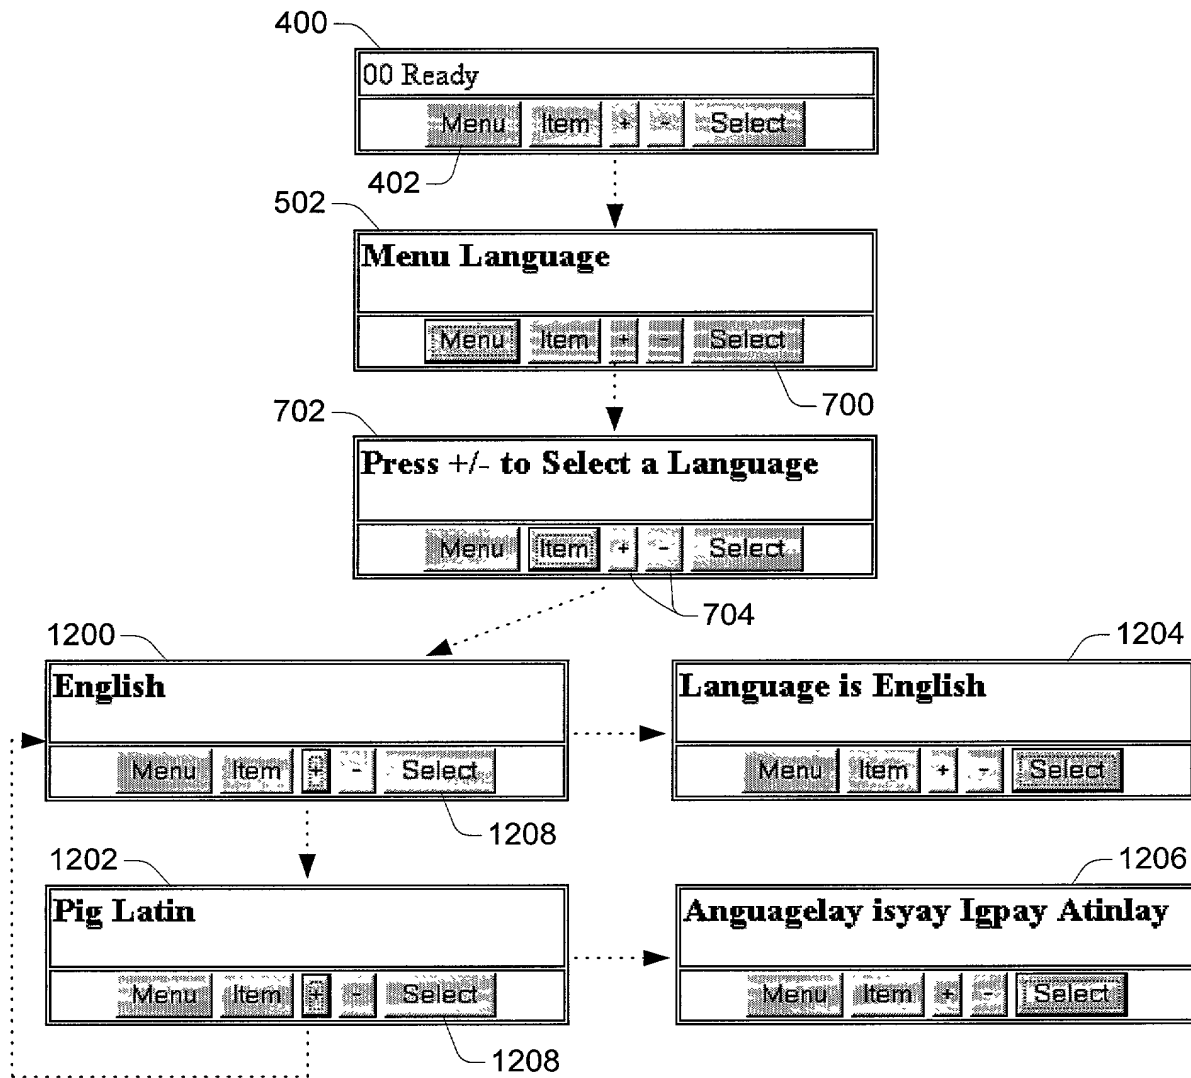 400
00 Ready
Menu Item + - Select
402
502
Menu Language
Menu Item + - Select
700
702
Press +/- to Select a Language
Menu Item + - Select
704
1200
English
Menu Item + - Select
1208
1204
Language is English
Menu Item + - Select
1202
Pig Latin
Menu Item + - Select
1208
1206
Anguagelay isyay Igpay Atinlay
Menu Item + - Select